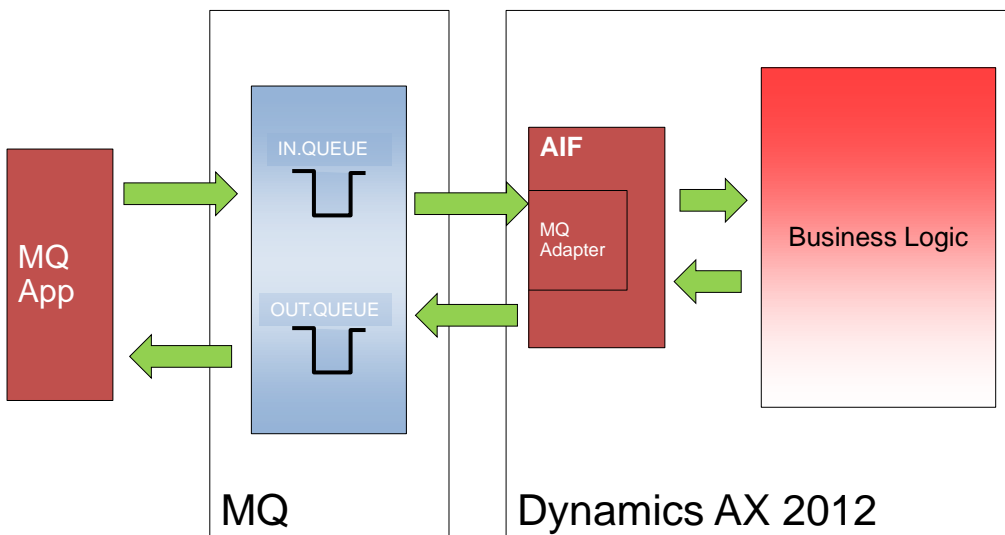 MQ
App
IN.QUEUE
OUT.QUEUE
MQ
AIF
MQ
Adapter
Business Logic
Dynamics AX 2012